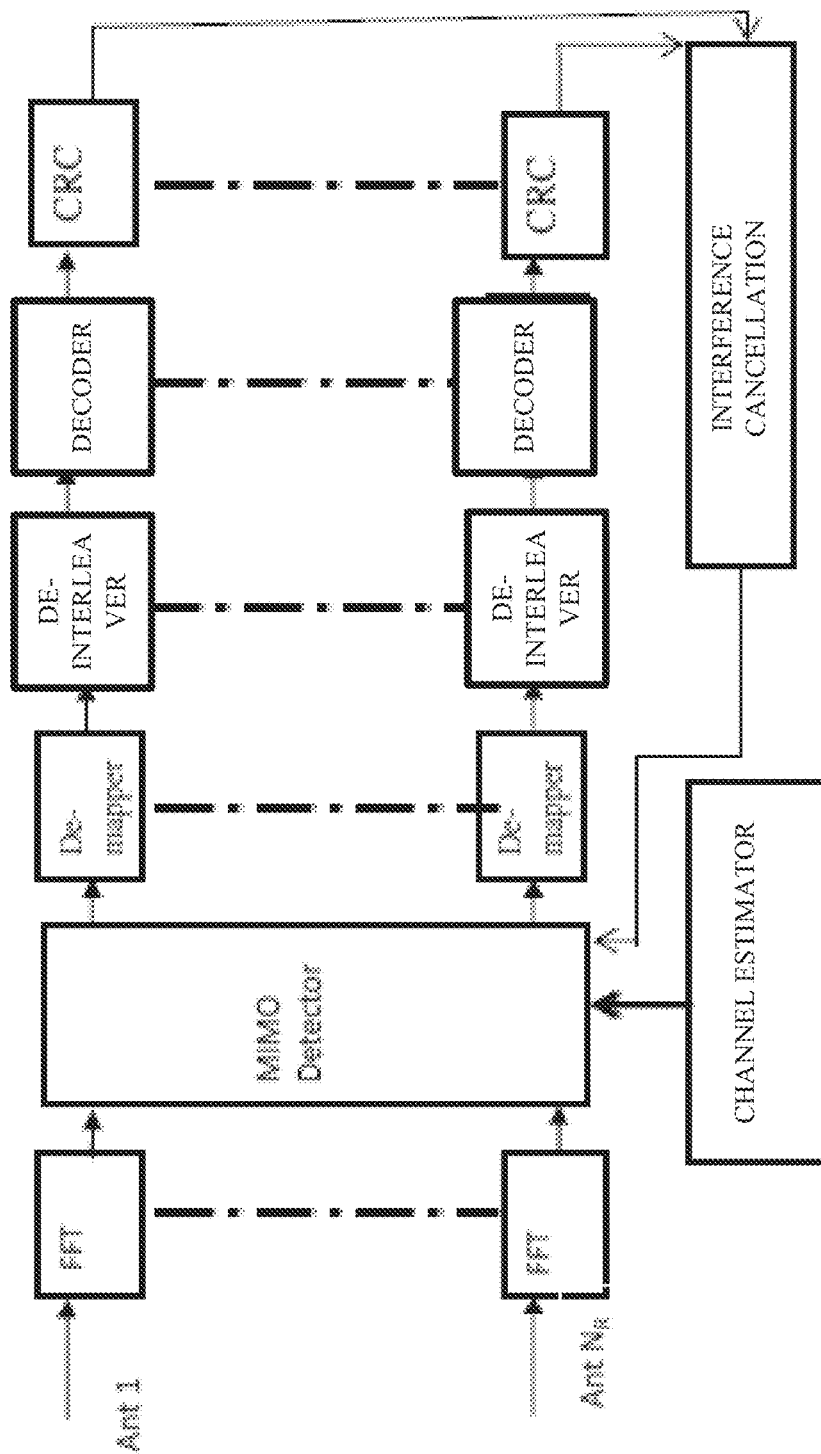 Ant 1
FFT
MIMO
Detector
De-
mapper
DE-
INTERLEA
VER
DECODER
CRC
Ant N_R
FFT
De-
mapper
DE-
INTERLEA
VER
DECODER
CRC
CHANNEL ESTIMATOR
INTERFERENCE
CANCELLATION